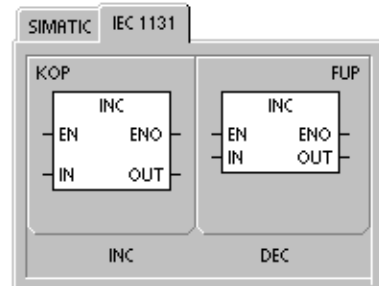 SIMATIC IEC 1131
KOP FUP
INC INC
EN ENO EN ENO
IN OUT IN OUT
INC DEC